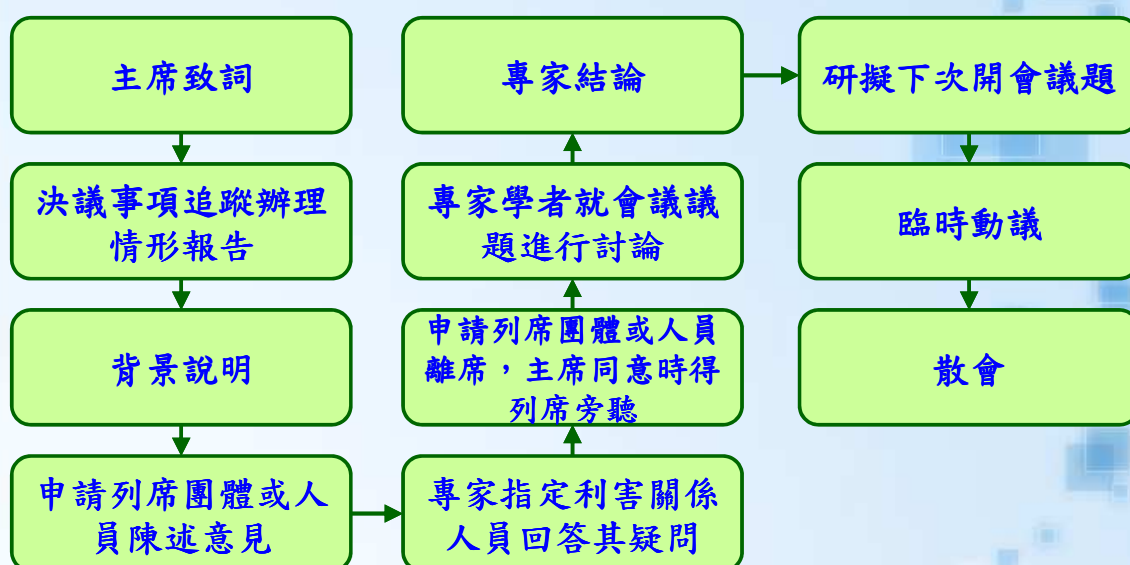 主席致詞
決議事項追蹤辦理
情形報告
背景說明
申請列席團體或人
員陳述意見
專家指定利害關係
人員回答其疑問
申請列席團體或人員
離席，主席同意時得
列席旁聽
專家學者就會議議
題進行討論
專家結論
研擬下次開會議題
臨時動議
散會